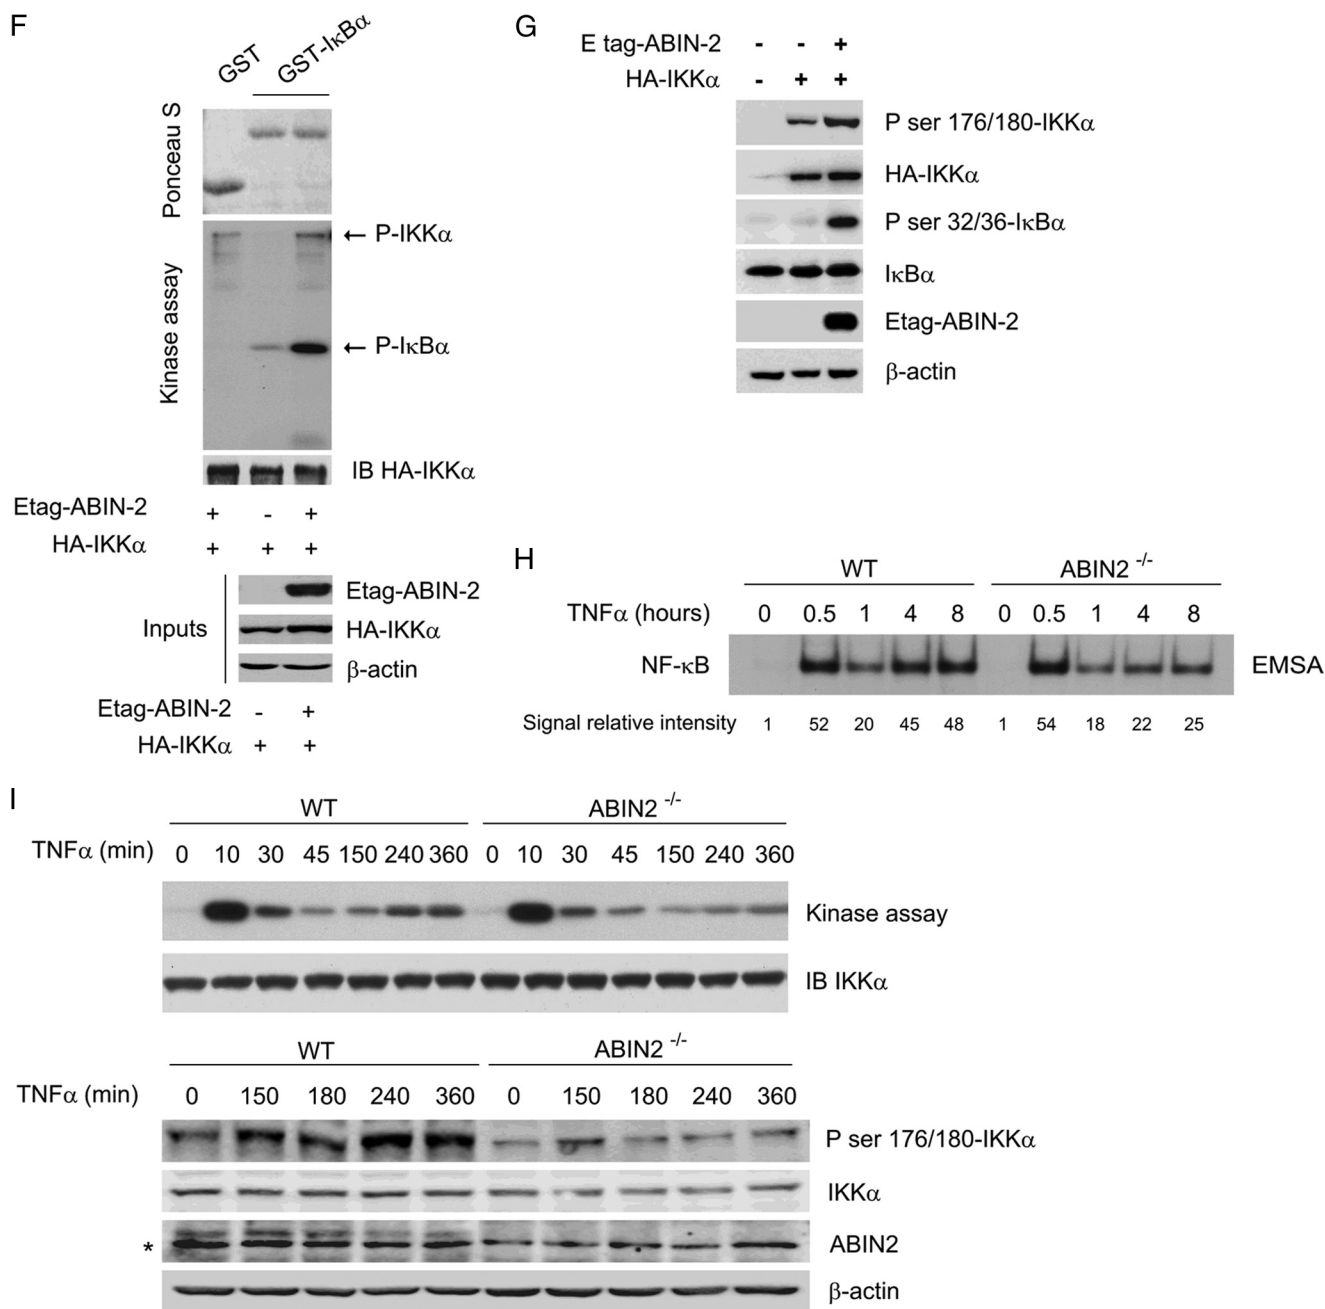 F
GST
GST-IκBα
Ponceau S
Kinase assay
← P-IKKα
← P-IκBα
IB HA-IKKα
Etag-ABIN-2 + - +
HA-IKKα + + +
Inputs
Etag-ABIN-2
HA-IKKα
β-actin
Etag-ABIN-2 - +
HA-IKKα + +
G
E tag-ABIN-2 - - +
HA-IKKα - + +
P ser 176/180-IKKα
HA-IKKα
P ser 32/36-IκBα
IκBα
Etag-ABIN-2
β-actin
H
WT ABIN2 -/-
TNFα (hours) 0 0.5 1 4 8 0 0.5 1 4 8
NF-κB EMSA
Signal relative intensity 1 52 20 45 48 1 54 18 22 25
I
WT ABIN2 -/-
TNFα (min) 0 10 30 45 150 240 360 0 10 30 45 150 240 360
Kinase assay
IB IKKα
WT ABIN2 -/-
TNFα (min) 0 150 180 240 360 0 150 180 240 360
P ser 176/180-IKKα
IKKα
* ABIN2
β-actin